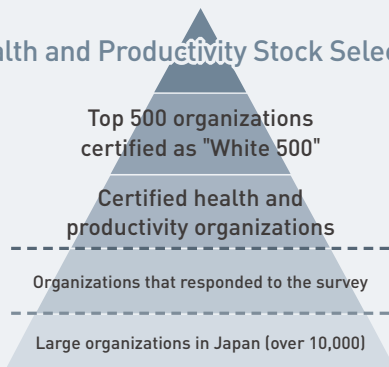 alth and Productivity Stock Selec
Top 500 organizations
certified as "White 500"
Certified health and
productivity organizations
Organizations that responded to the survey
Large organizations in Japan (over 10,000)